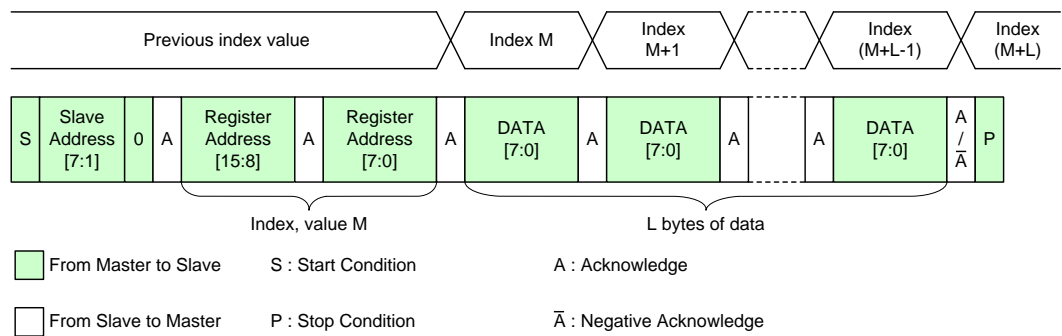 Previous index value
Index M
Index
M+1
Index
(M+L-1)
Index
(M+L)
S
Slave
Address
[7:1]
0
A
Register
Address
[15:8]
A
Register
Address
[7:0]
A
DATA
[7:0]
A
DATA
[7:0]
A
A
DATA
[7:0]
A
/
A̅
P
Index, value M
L bytes of data
From Master to Slave
S : Start Condition
A : Acknowledge
From Slave to Master
P : Stop Condition
A̅ : Negative Acknowledge